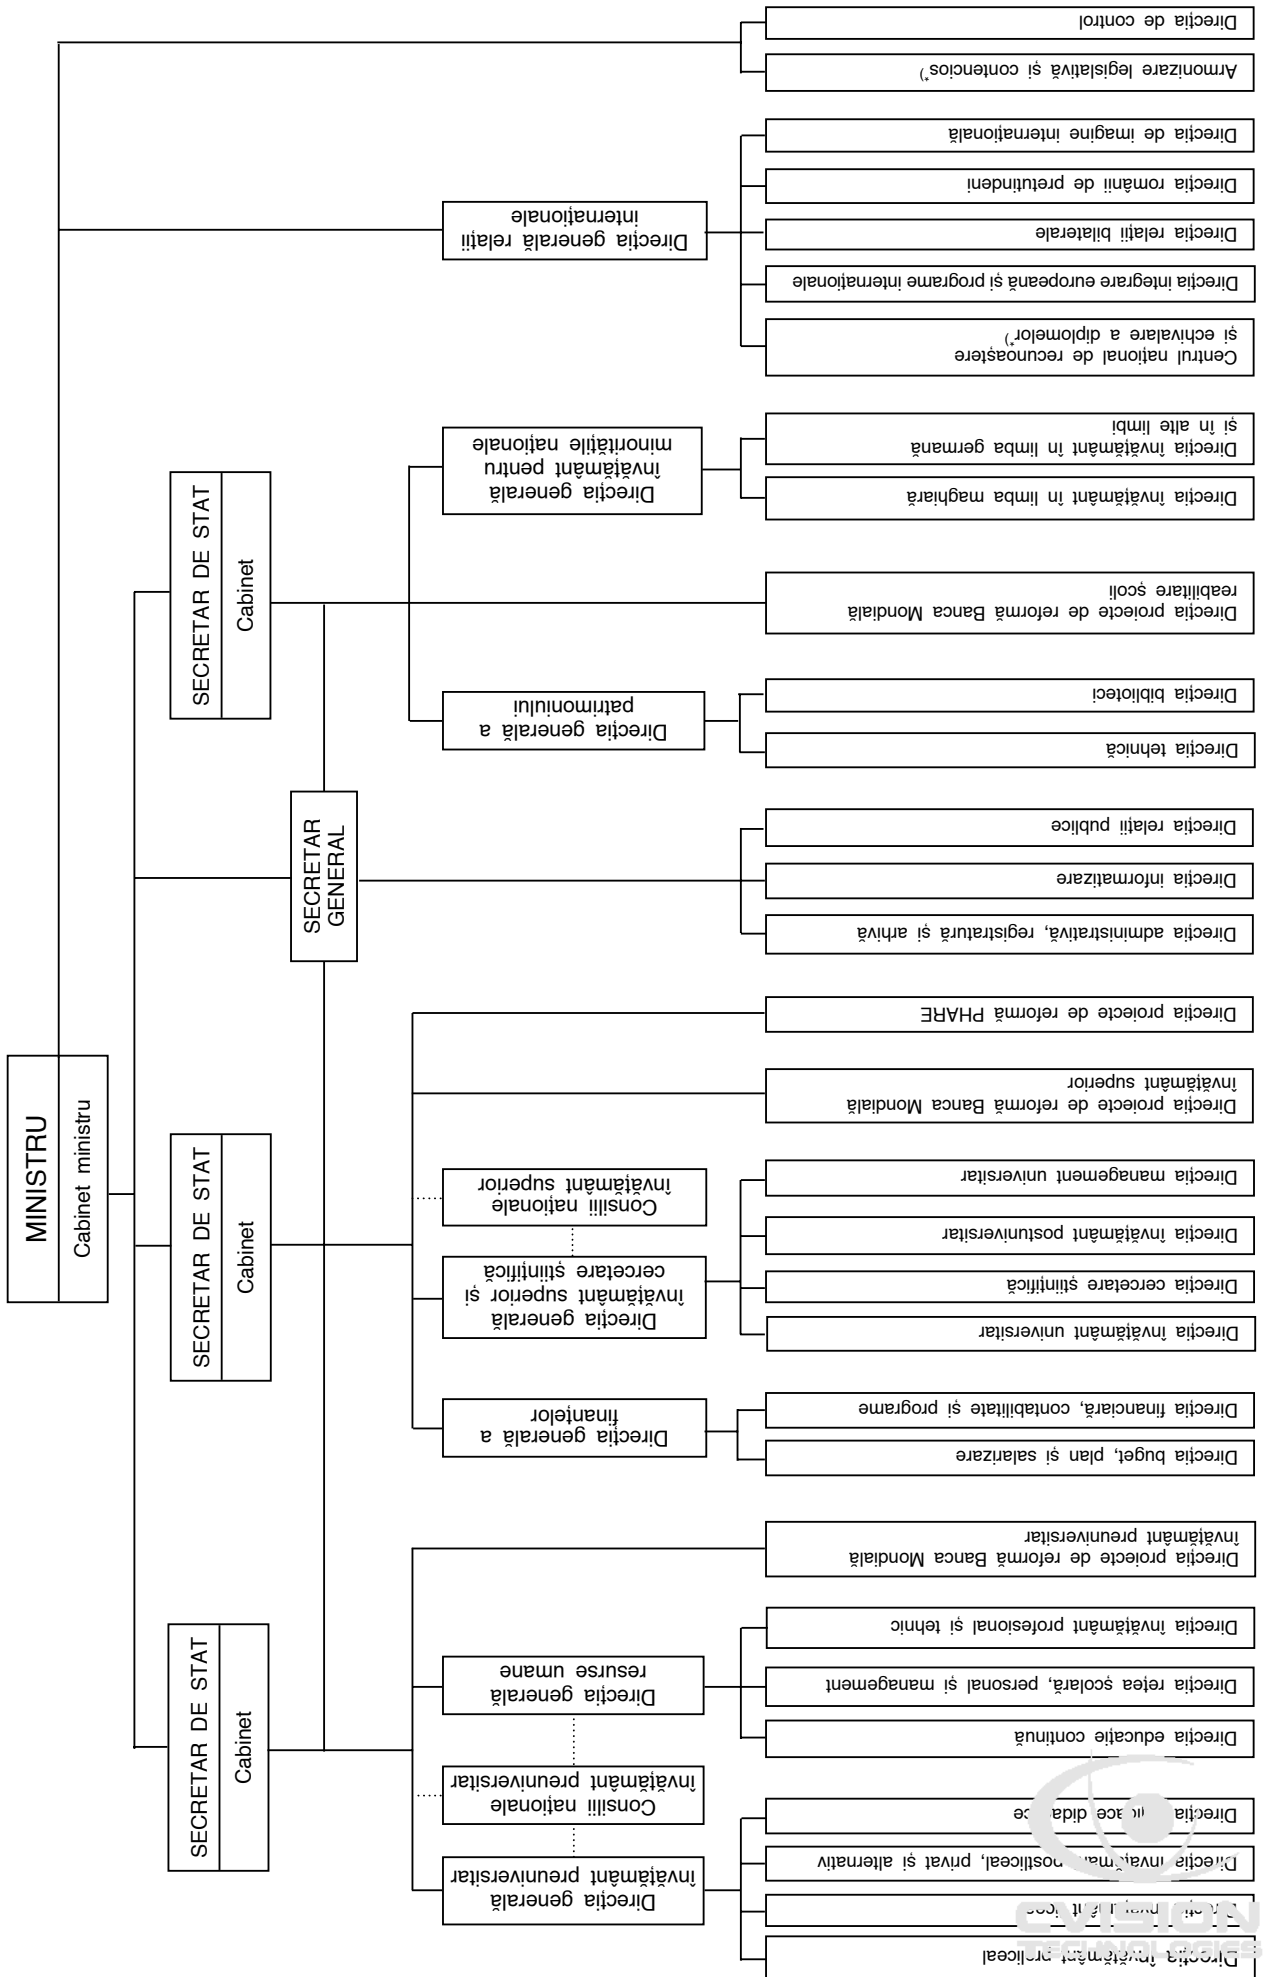 MINISTRU
Cabinet ministru
SECRETAR DE STAT
Cabinet
SECRETAR DE STAT
Cabinet
SECRETAR DE STAT
Cabinet
SECRETAR
GENERAL
Direcția generală
învățământ preuniversitar
Consilii naționale
învățământ preuniversitar
Direcția generală
resurse umane
Direcția generală a
finanțelor
Direcția generală
învățământ superior și
cercetare științifică
Consilii naționale
învățământ superior
Direcția generală a
patrimoniului
Direcția generală
învățământ pentru
minoritățile naționale
Direcția generală relații
internaționale
Direcția învățământ preliceal
Direcția învățământ
Direcția
Direcția învățământ postliceal, privat și alternativ
Direcția educație continuă
Direcția rețea școlară, personal și management
Direcția învățământ profesional și tehnic
Direcția proiecte de reformă Banca Mondială
învățământ preuniversitar
Direcția buget, plan și salarizare
Direcția financiară, contabilitate și programe
Direcția învățământ universitar
Direcția cercetare științifică
Direcția învățământ postuniversitar
Direcția management universitar
Direcția proiecte de reformă Banca Mondială
învățământ superior
Direcția proiecte de reformă PHARE
Direcția administrativă, registratură și arhivă
Direcția informatizare
Direcția relații publice
Direcția tehnică
Direcția biblioteci
Direcția proiecte de reformă Banca Mondială
reabilitare școli
Direcția învățământ în limba maghiară
Direcția învățământ în limba germană
și în alte limbi
Centrul național de recunoaștere
și echivalare a diplomelor*)
Direcția integrare europeană și programe internaționale
Direcția relații bilaterale
Direcția românii de pretutindeni
Direcția de imagine internațională
Armonizare legislativă și contencios*)
Direcția de control
CVISION
TECHNOLOGIES